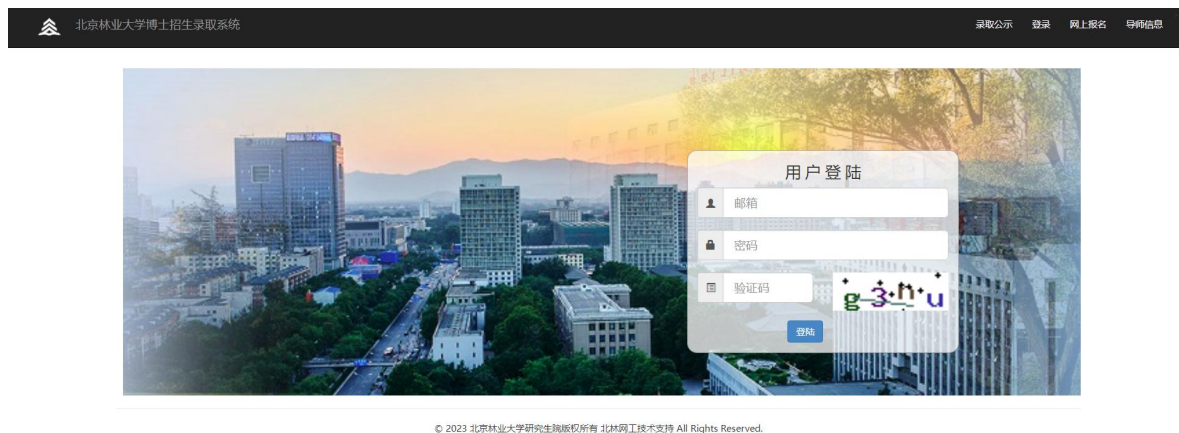 北京林业大学博士招生录取系统
录取公示 登录 网上报名 导师信息
用户登陆
邮箱
密码
验证码
g3nu
登陆
© 2023 北京林业大学研究生院版权所有 北林网工技术支持 All Rights Reserved.